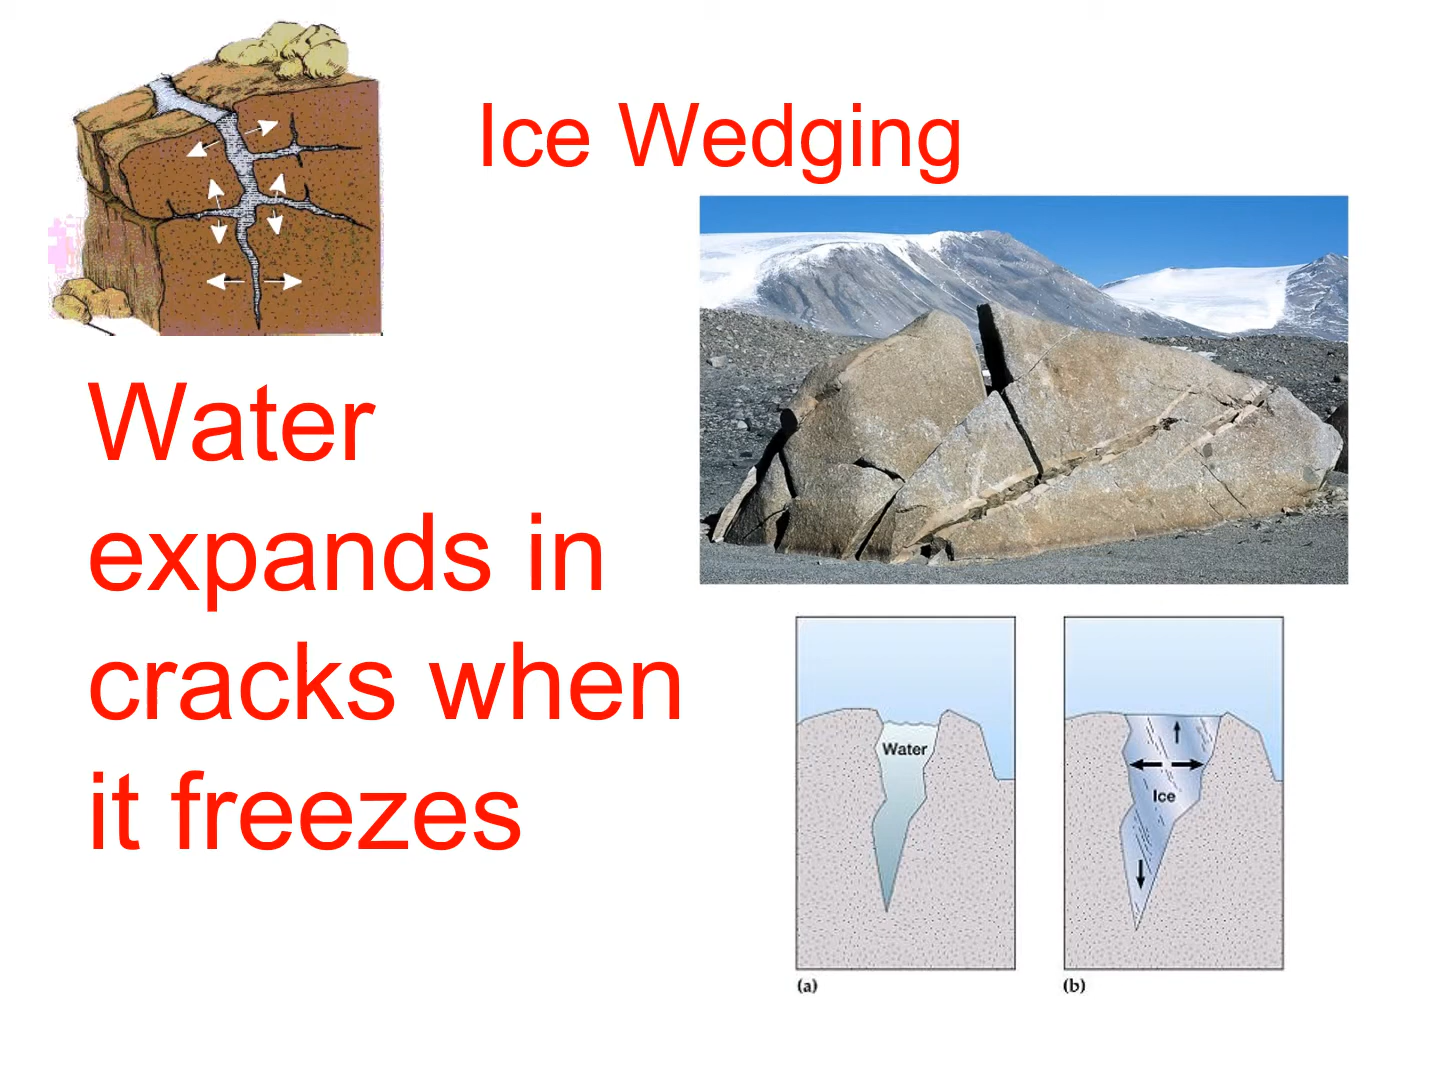 Ice Wedging
Water
expands in
cracks when
it freezes
Water
Ice
(a)
(b)